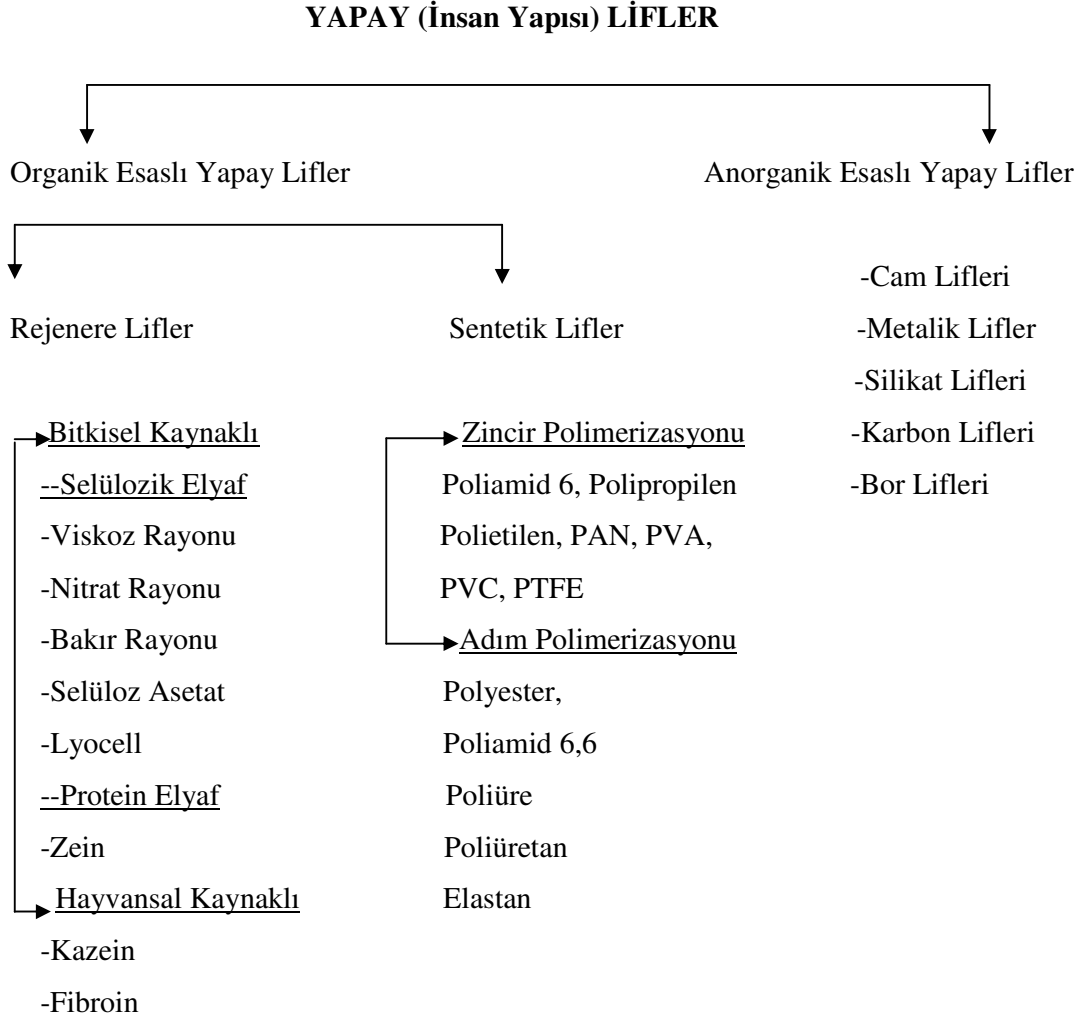 YAPAY (İnsan Yapısı) LİFLER
Organik Esaslı Yapay Lifler
Anorganik Esaslı Yapay Lifler
Rejenere Lifler
Bitkisel Kaynaklı
--Selülozik Elyaf
-Viskoz Rayonu
-Nitrat Rayonu
-Bakır Rayonu
-Selüloz Asetat
-Lyocell
--Protein Elyaf
-Zein
Hayvansal Kaynaklı
-Kazein
-Fibroin
Sentetik Lifler
Zincir Polimerizasyonu
Poliamid 6, Polipropilen
Polietilen, PAN, PVA,
PVC, PTFE
Adım Polimerizasyonu
Polyester,
Poliamid 6,6
Poliüre
Poliüretan
Elastan
-Cam Lifleri
-Metalik Lifler
-Silikat Lifleri
-Karbon Lifleri
-Bor Lifleri